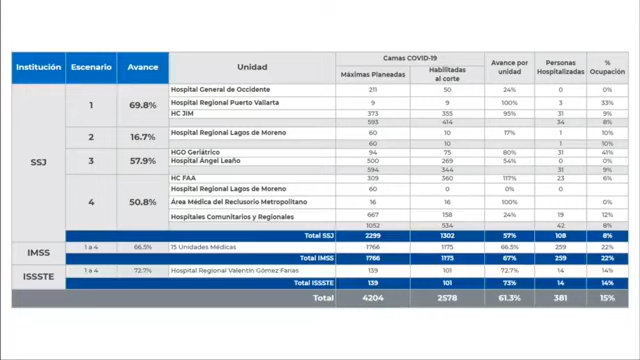 Institución Escenario Avance Unidad Camas COVID-19 Avance por unidad Personas Hospitalizadas % Ocupación
Máximas Planeadas Habilitadas al corte
SSJ
1 69.8%
Hospital General de Occidente 211 50 24% 0 0%
Hospital Regional Puerto Vallarta 9 9 100% 3 33%
HC JIM 373 355 95% 31 9%
593 414 34 8%
2 16.7%
Hospital Regional Lagos de Moreno 60 10 17% 1 10%
60 10 1 10%
3 57.9%
HGO Geriátrico 94 75 80% 31 41%
Hospital Ángel Leaño 500 269 54% 0 0%
594 344 31 9%
4 50.8%
HC FAA 309 360 117% 23 6%
Hospital Regional Lagos de Moreno 60 0 0% 0
Área Médica del Reclusorio Metropolitano 16 16 100% 0%
Hospitales Comunitarios y Regionales 667 158 24% 19 12%
1052 534 42 8%
Total SSJ 2299 1302 57% 108 8%
IMSS 1 a 4 66.5% 15 Unidades Médicas 1766 1175 66.5% 259 22%
Total IMSS 1766 1175 67% 259 22%
ISSSTE 1 a 4 72.7% Hospital Regional Valentín Gómez Farias 139 101 72.7% 14 14%
Total ISSSTE 139 101 73% 14 14%
Total 4204 2578 61.3% 381 15%